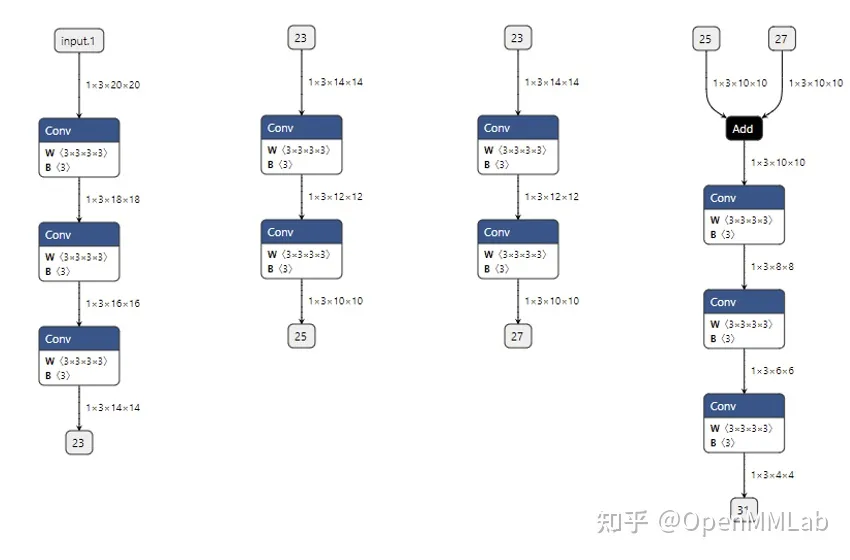 input.1
1×3×20×20
Conv
W ⟨3×3×3×3⟩
B ⟨3⟩
1×3×18×18
Conv
W ⟨3×3×3×3⟩
B ⟨3⟩
1×3×16×16
Conv
W ⟨3×3×3×3⟩
B ⟨3⟩
1×3×14×14
23
23
1×3×14×14
Conv
W ⟨3×3×3×3⟩
B ⟨3⟩
1×3×12×12
Conv
W ⟨3×3×3×3⟩
B ⟨3⟩
1×3×10×10
25
23
1×3×14×14
Conv
W ⟨3×3×3×3⟩
B ⟨3⟩
1×3×12×12
Conv
W ⟨3×3×3×3⟩
B ⟨3⟩
1×3×10×10
27
25
27
1×3×10×10
1×3×10×10
Add
1×3×10×10
Conv
W ⟨3×3×3×3⟩
B ⟨3⟩
1×3×8×8
Conv
W ⟨3×3×3×3⟩
B ⟨3⟩
1×3×6×6
Conv
W ⟨3×3×3×3⟩
B ⟨3⟩
1×3×4×4
31
知乎 @OpenMMLab